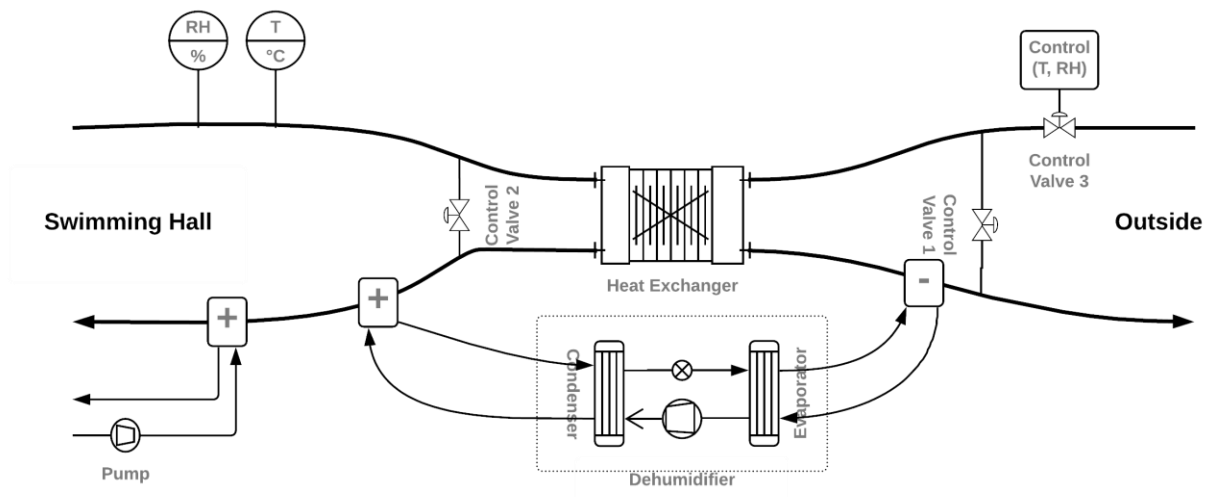 RH
%
T
°C
Control
(T, RH)
Control
Valve 3
Control
Valve 2
Control
Valve 1
Swimming Hall
Outside
Heat Exchanger
+
+
-
Condenser
Evaporator
Pump
Dehumidifier